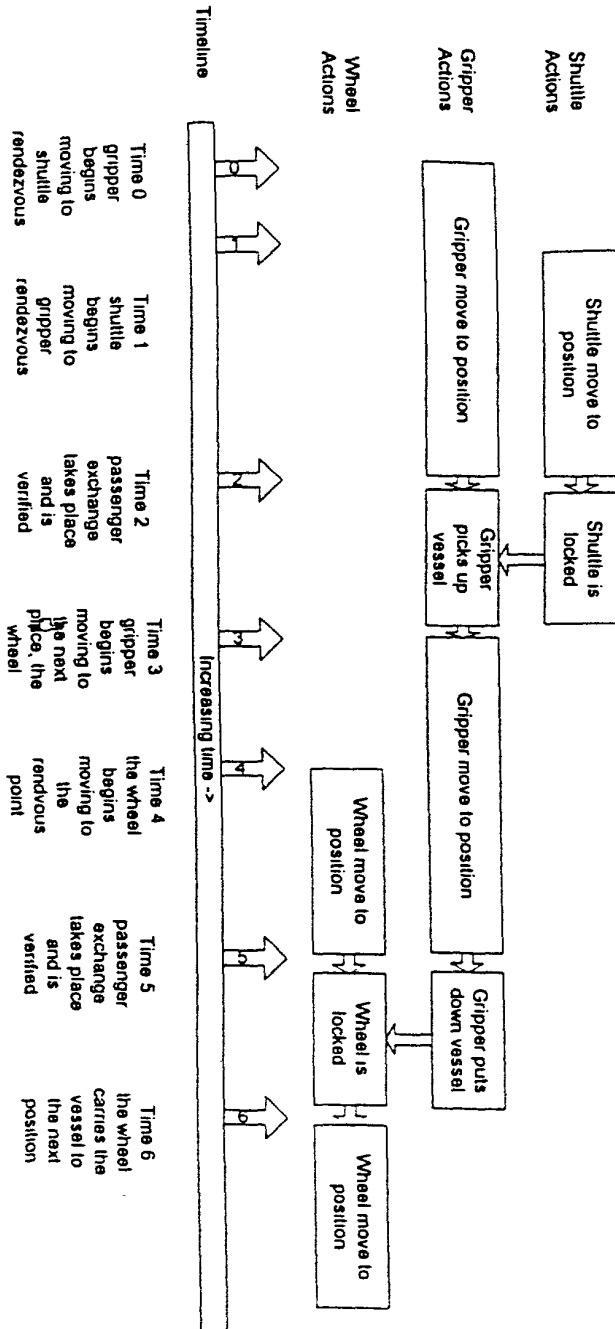 Shuttle
Actions
Shuttle move to
position
Shuttle is
locked
Gripper
Actions
Gripper move to position
Gripper
picks up
vessel
Gripper move to position
Gripper puts
down vessel
Wheel
Actions
Wheel move to
position
Wheel is
locked
Wheel move to
position
0
1
2
3
4
5
6
Timeline
Increasing time ->
Time 0
gripper
begins
moving to
shuttle
rendezvous
Time 1
shuttle
begins
moving to
gripper
rendezvous
Time 2
passenger
exchange
takes place
and is
verified
Time 3
gripper
begins
moving to
the next
place, the
wheel
Time 4
the wheel
begins
moving to
the
rendvous
point
Time 5
passenger
exchange
takes place
and is
verified
Time 6
the wheel
carries the
vessel to
the next
position